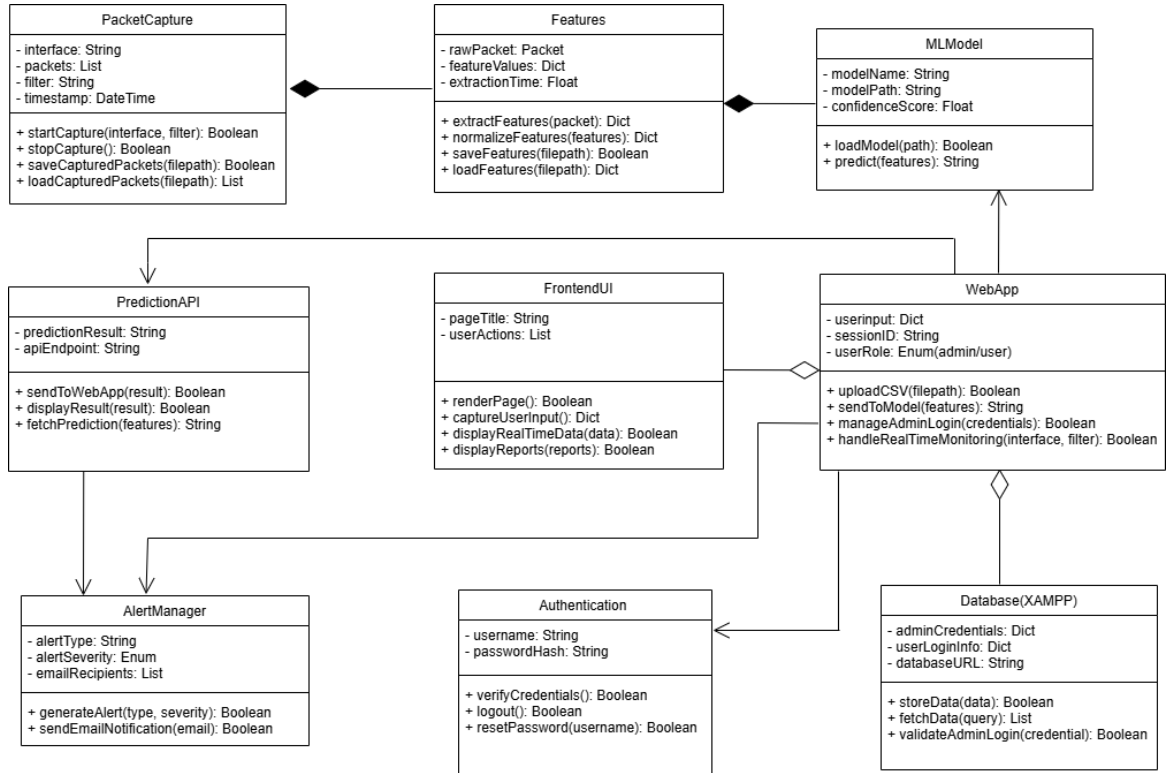 PacketCapture
- interface: String
- packets: List
- filter: String
- timestamp: DateTime
+ startCapture(interface, filter): Boolean
+ stopCapture(): Boolean
+ saveCapturedPackets(filepath): Boolean
+ loadCapturedPackets(filepath): List
Features
- rawPacket: Packet
- featureValues: Dict
- extractionTime: Float
+ extractFeatures(packet): Dict
+ normalizeFeatures(features): Dict
+ saveFeatures(filepath): Boolean
+ loadFeatures(filepath): Dict
MLModel
- modelName: String
- modelPath: String
- confidenceScore: Float
+ loadModel(path): Boolean
+ predict(features): String
PredictionAPI
- predictionResult: String
- apiEndpoint: String
+ sendToWebApp(result): Boolean
+ displayResult(result): Boolean
+ fetchPrediction(features): String
FrontendUI
- pageTitle: String
- userActions: List
+ renderPage(): Boolean
+ captureUserInput(): Dict
+ displayRealTimeData(data): Boolean
+ displayReports(reports): Boolean
WebApp
- userinput: Dict
- sessionID: String
- userRole: Enum(admin/user)
+ uploadCSV(filepath): Boolean
+ sendToModel(features): String
+ manageAdminLogin(credentials): Boolean
+ handleRealTimeMonitoring(interface, filter): Boolean
AlertManager
- alertType: String
- alertSeverity: Enum
- emailRecipients: List
+ generateAlert(type, severity): Boolean
+ sendEmailNotification(email): Boolean
Authentication
- username: String
- passwordHash: String
+ verifyCredentials(): Boolean
+ logout(): Boolean
+ resetPassword(username): Boolean
Database(XAMPP)
- adminCredentials: Dict
- userLoginInfo: Dict
- databaseURL: String
+ storeData(data): Boolean
+ fetchData(query): List
+ validateAdminLogin(credential): Boolean